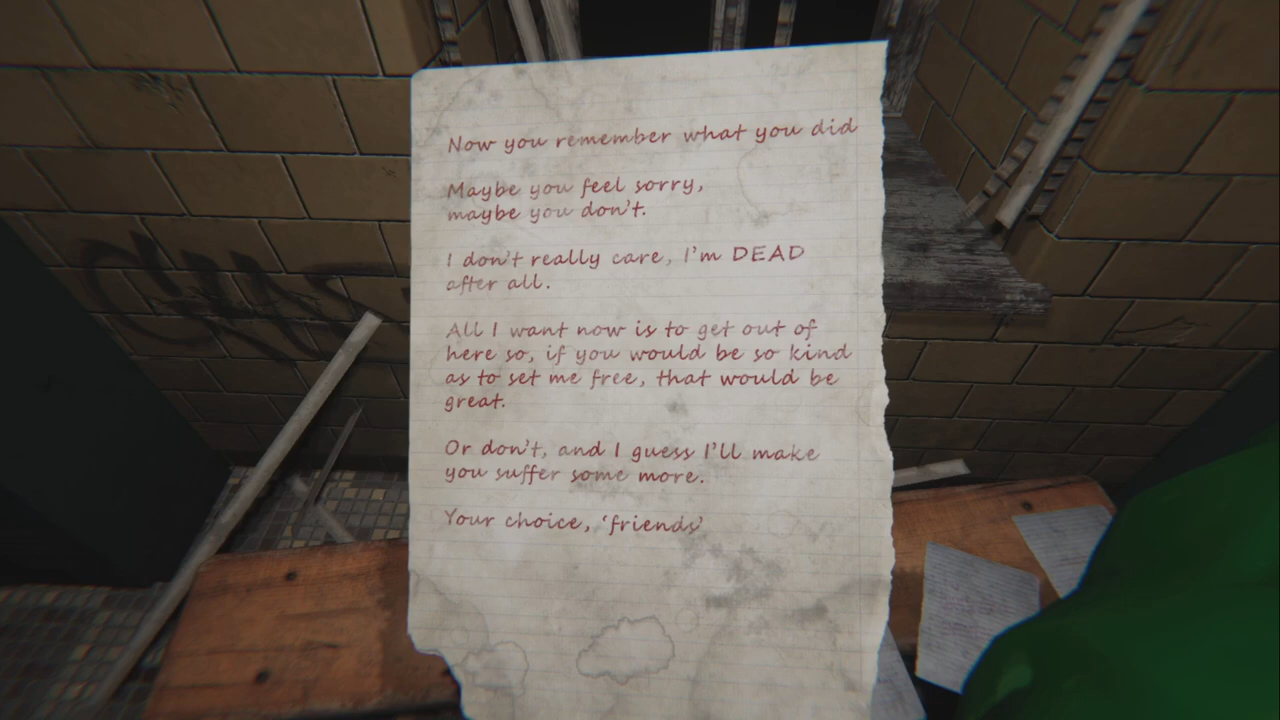 Now you remember what you did
Maybe you feel sorry,
maybe you don't.
I don't really care, I'm DEAD
after all.
All I want now is to get out of
here so, if you would be so kind
as to set me free, that would be
great.
Or don't, and I guess I'll make
you suffer some more.
Your choice, 'friends'